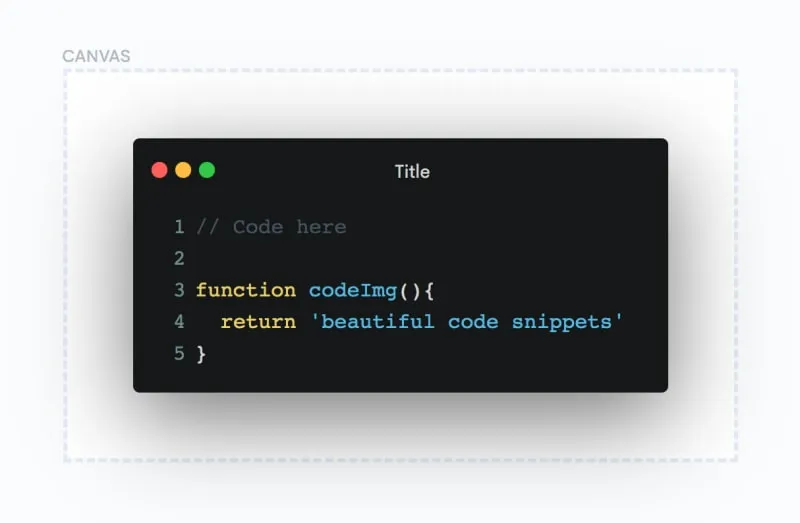 CANVAS
Title
1 // Code here
2
3 function codeImg(){
4   return 'beautiful code snippets'
5 }